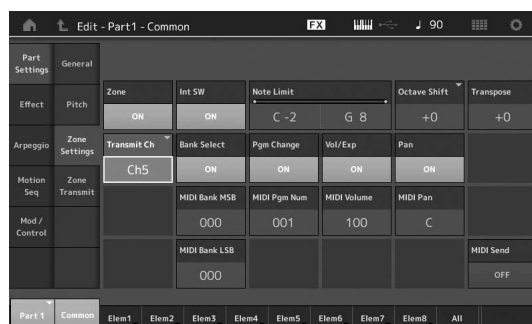 Edit - Part1 - Common FX ♩ 90
Part Settings General
Zone Int SW Note Limit Octave Shift Transpose
ON ON C -2 G 8 +0 +0
Effect Pitch
Arpeggio Zone Settings
Transmit Ch Bank Select Pgm Change Vol/Exp Pan
Ch5 ON ON ON ON
Motion Seq Zone Transmit
MIDI Bank MSB MIDI Pgm Num MIDI Volume MIDI Pan
000 001 100 C
Mod / Control
MIDI Bank LSB MIDI Send
000 OFF
Part 1 Common Elem1 Elem2 Elem3 Elem4 Elem5 Elem6 Elem7 Elem8 All